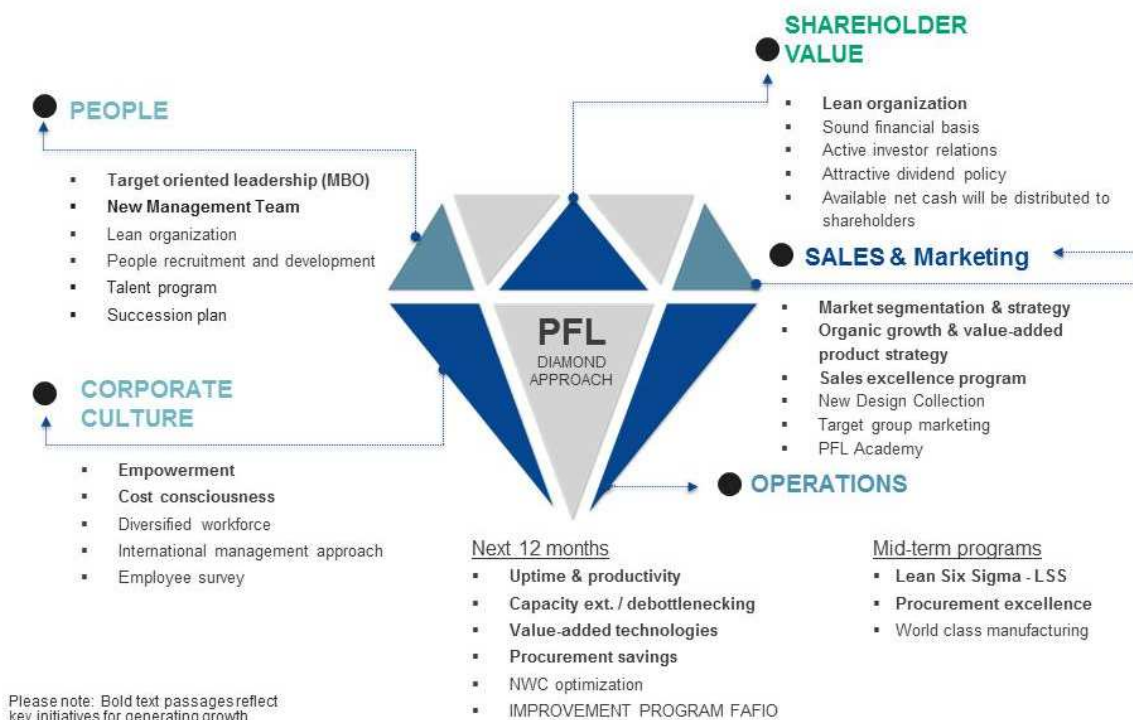 SHAREHOLDER
VALUE
Lean organization
Sound financial basis
Active investor relations
Attractive dividend policy
Available net cash will be distributed to
shareholders
PEOPLE
Target oriented leadership (MBO)
New Management Team
Lean organization
People recruitment and development
Talent program
Succession plan
SALES & Marketing
Market segmentation & strategy
Organic growth & value-added
product strategy
Sales excellence program
New Design Collection
Target group marketing
PFL Academy
PFL
DIAMOND
APPROACH
CORPORATE
CULTURE
Empowerment
Cost consciousness
Diversified workforce
International management approach
Employee survey
OPERATIONS
Next 12 months
Uptime & productivity
Capacity ext. / debottlenecking
Value-added technologies
Procurement savings
NWC optimization
IMPROVEMENT PROGRAM FAFIO
Mid-term programs
Lean Six Sigma - LSS
Procurement excellence
World class manufacturing
Please note: Bold text passages reflect
key initiatives for generating growth